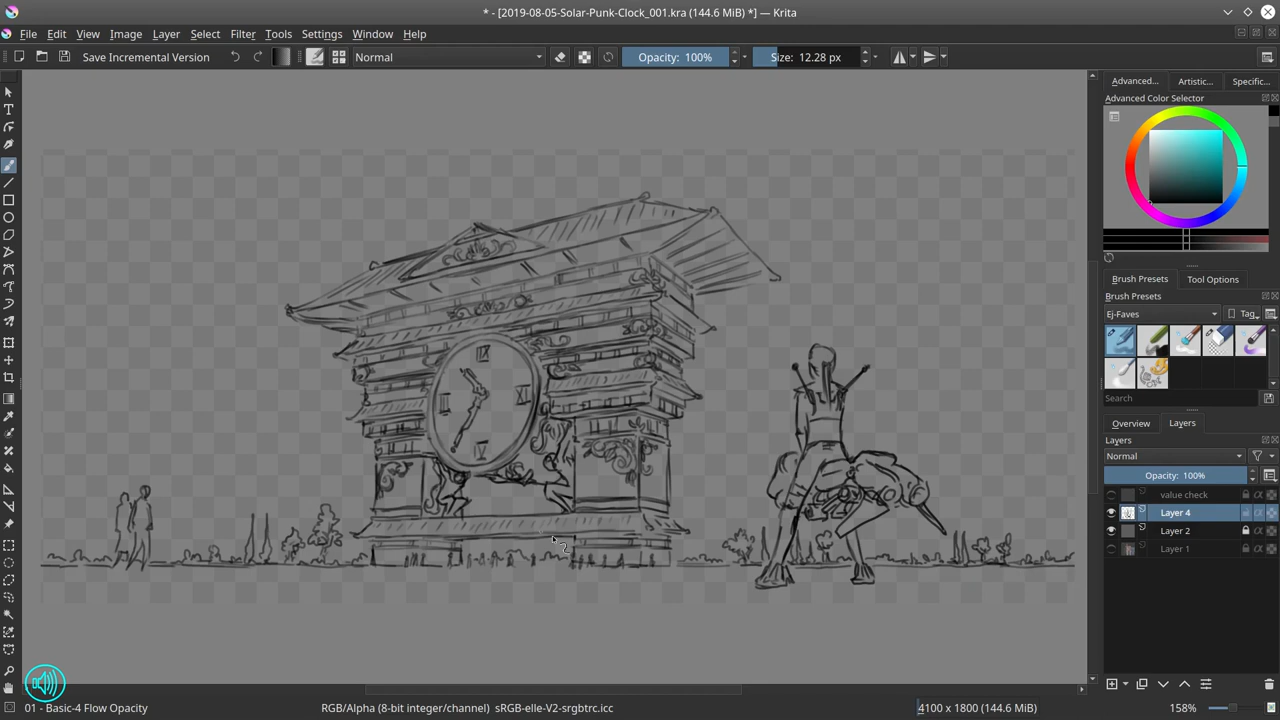 * - [2019-08-05-Solar-Punk-Clock_001.kra (144.6 MiB) *] — Krita
File Edit View Image Layer Select Filter Tools Settings Window Help
Save Incremental Version Normal Opacity: 100% Size: 12.28 px
Advanced... Artistic... Specific...
Advanced Color Selector
Brush Presets Tool Options
Brush Presets
Ej-Faves Tag
Search
Overview Layers
Layers
Normal
Opacity: 100%
value check
Layer 4
Layer 2
Layer 1
01 - Basic-4 Flow Opacity RGB/Alpha (8-bit integer/channel) sRGB-elle-V2-srgbtrc.icc 4100 x 1800 (144.6 MiB) 158%